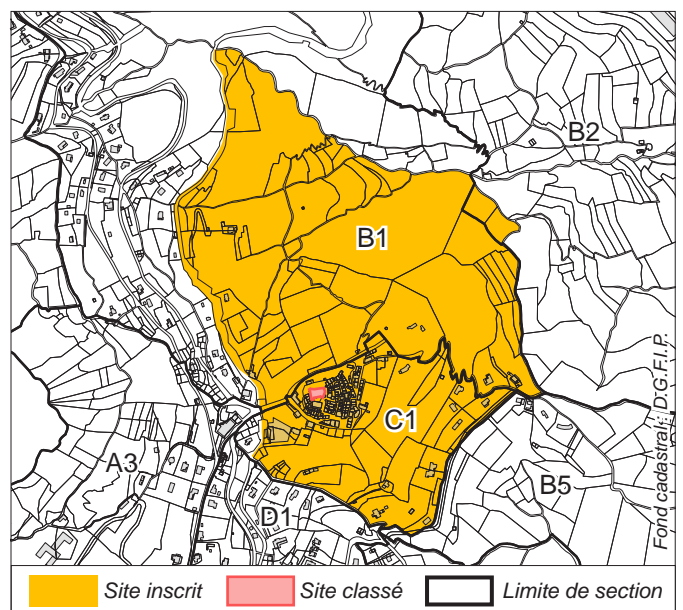 B2
B1
C1
A3
B5
D1
Fond cadastral : D.G.F.I.P.
Site inscrit
Site classé
Limite de section